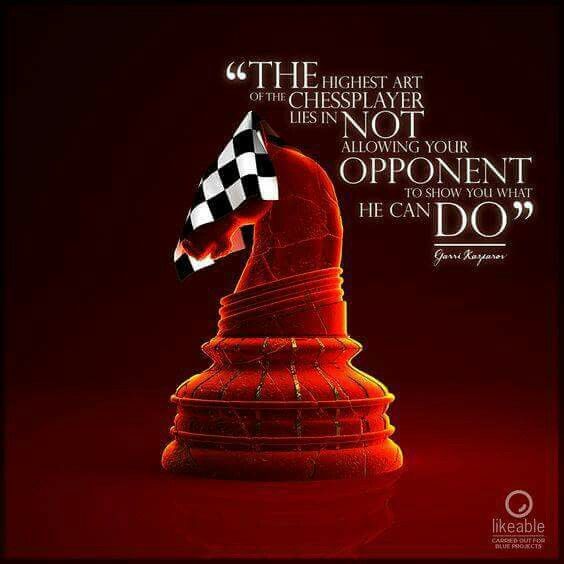 “THE HIGHEST ART
OF THE CHESSPLAYER
LIES IN NOT
ALLOWING YOUR
OPPONENT
TO SHOW YOU WHAT
HE CAN DO”
Garri Kasparov
likeable
CARRIED OUT FOR
BLUE PROJECTS